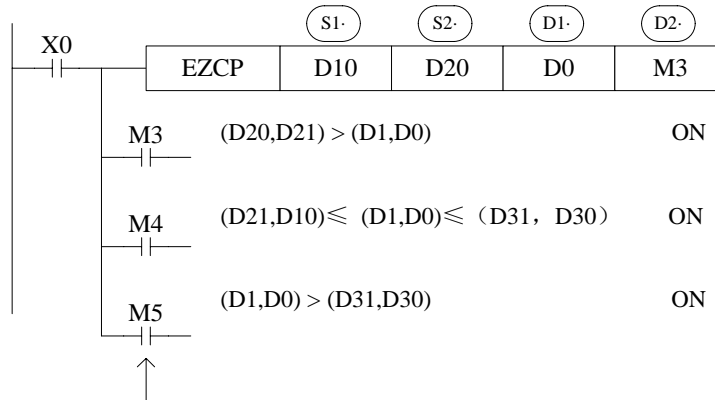 S1· S2· D1· D2·
X0
EZCP D10 D20 D0 M3
M3 (D20,D21) > (D1,D0) ON
M4 (D21,D10)≤ (D1,D0)≤ （D31，D30） ON
M5 (D1,D0) > (D31,D30) ON